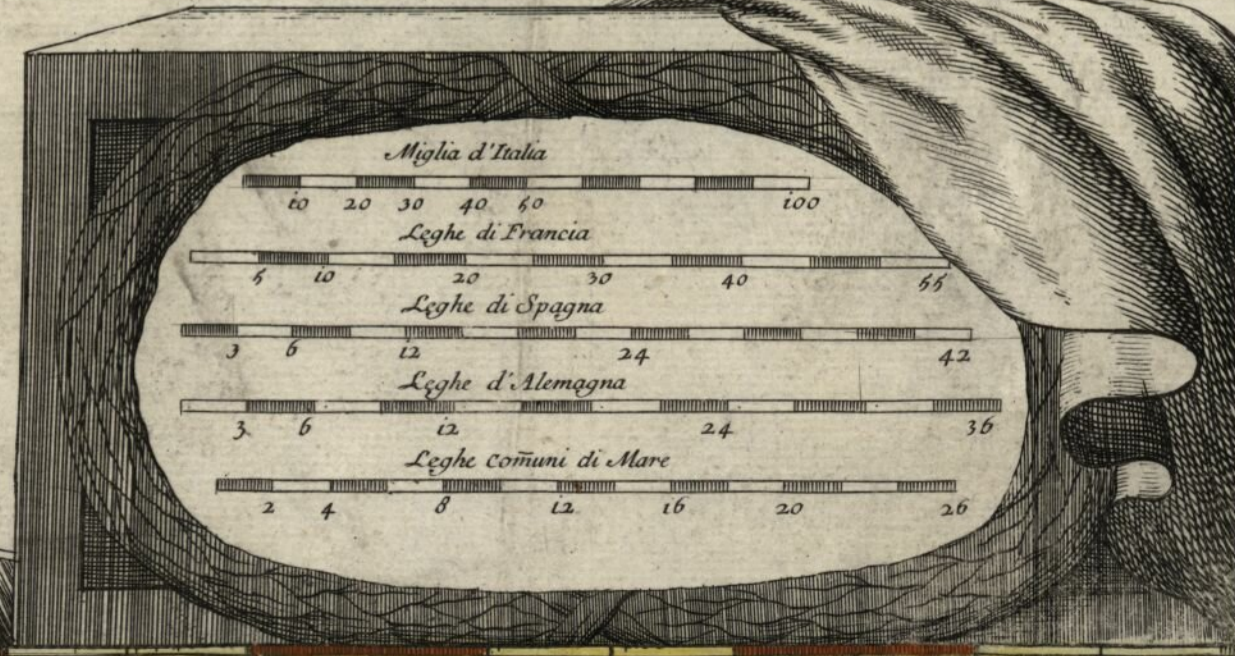 Miglia d'Italia
10 20 30 40 50 100
Leghe di Francia
5 10 20 30 40 55
Leghe di Spagna
3 6 12 24 42
Leghe d'Alemagna
3 6 12 24 36
Leghe com̃uni di Mare
2 4 8 12 16 20 26